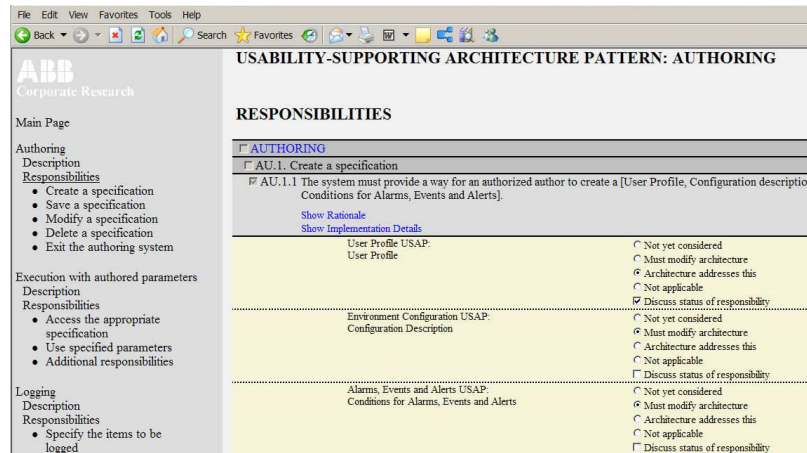 File Edit View Favorites Tools Help
Back Search Favorites
ABB
Corporate Research
Main Page
Authoring
Description
Responsibilities
Create a specification
Save a specification
Modify a specification
Delete a specification
Exit the authoring system
Execution with authored parameters
Description
Responsibilities
Access the appropriate
specification
Use specified parameters
Additional responsibilities
Logging
Description
Responsibilities
Specify the items to be
logged
USABILITY-SUPPORTING ARCHITECTURE PATTERN: AUTHORING
RESPONSIBILITIES
AUTHORING
AU.1. Create a specification
AU.1.1 The system must provide a way for an authorized author to create a [User Profile, Configuration descriptio
Conditions for Alarms, Events and Alerts].
Show Rationale
Show Implementation Details
User Profile USAP:
User Profile
Not yet considered
Must modify architecture
Architecture addresses this
Not applicable
Discuss status of responsibility
Environment Configuration USAP:
Configuration Description
Not yet considered
Must modify architecture
Architecture addresses this
Not applicable
Discuss status of responsibility
Alarms, Events and Alerts USAP:
Conditions for Alarms, Events and Alerts
Not yet considered
Must modify architecture
Architecture addresses this
Not applicable
Discuss status of responsibility